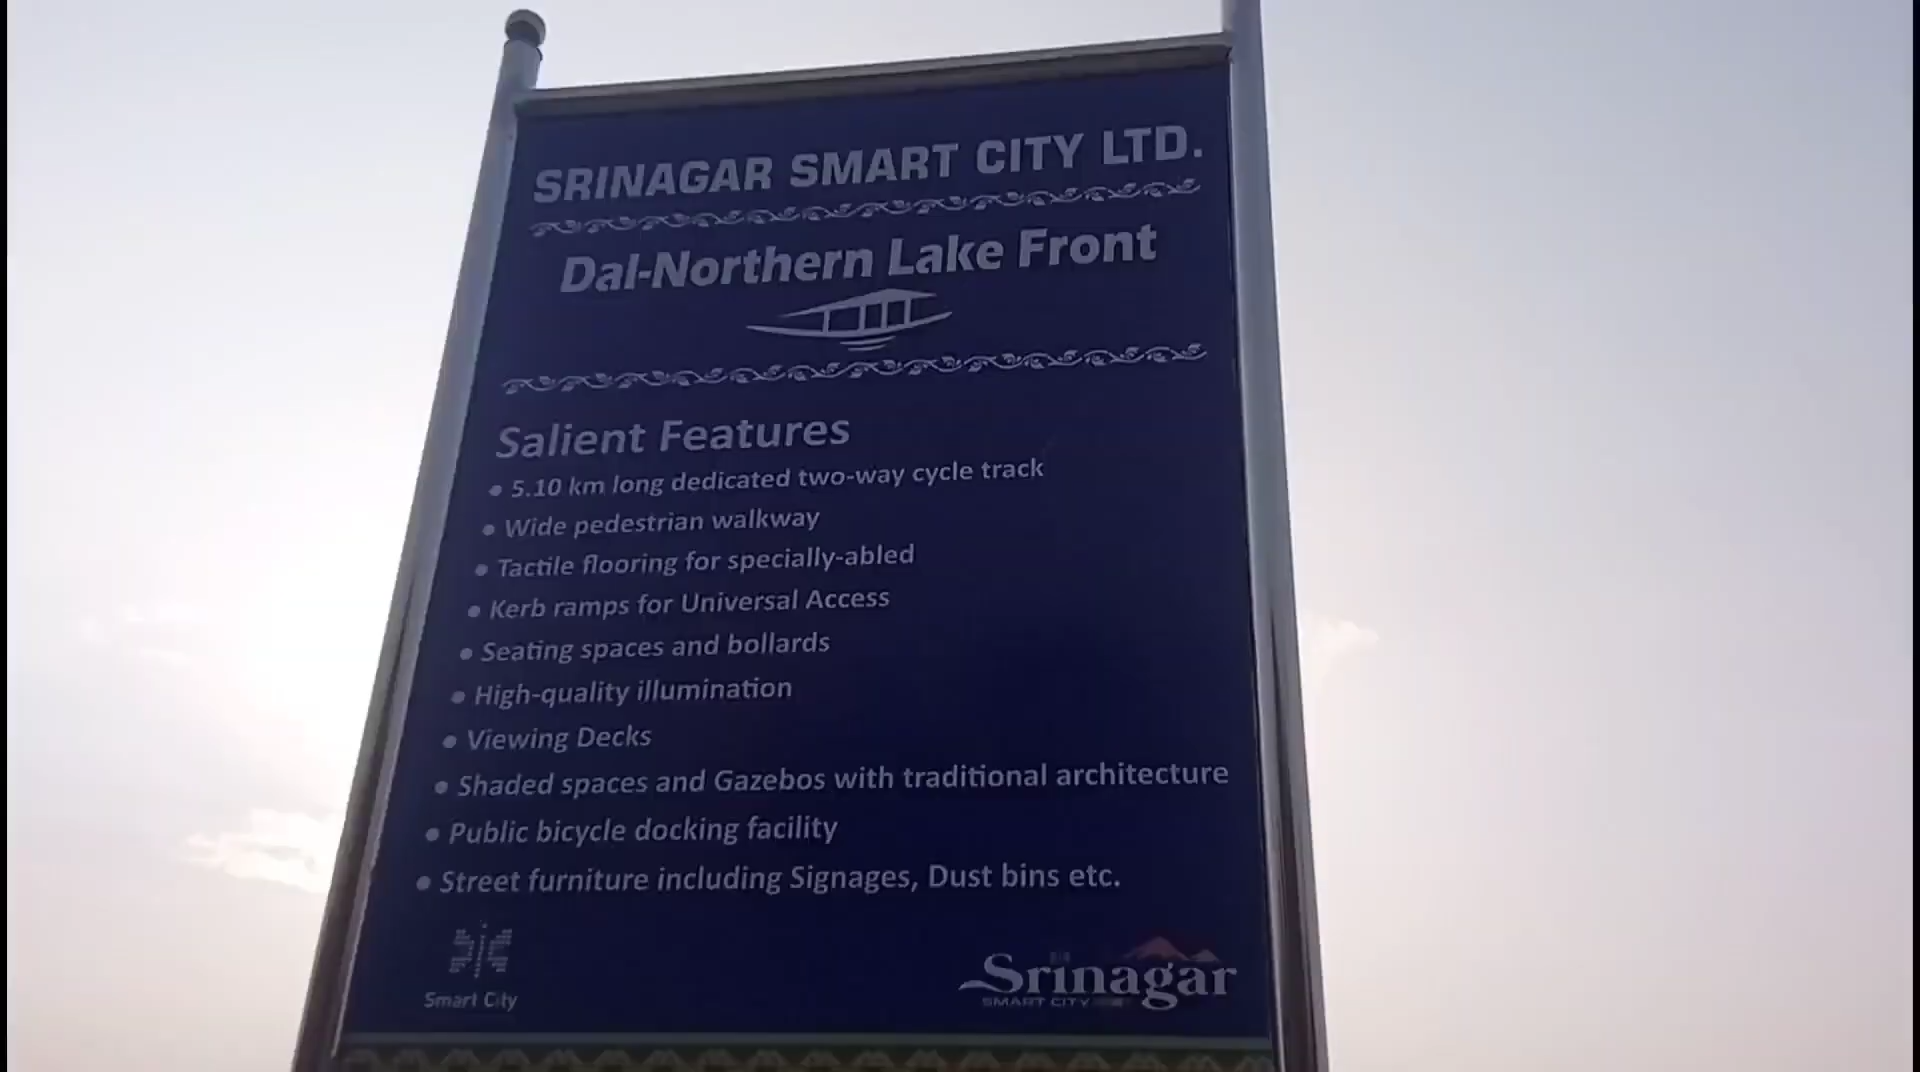 SRINAGAR SMART CITY LTD.
Dal-Northern Lake Front
Salient Features
• 5.10 km long dedicated two-way cycle track
• Wide pedestrian walkway
• Tactile flooring for specially-abled
• Kerb ramps for Universal Access
• Seating spaces and bollards
• High-quality illumination
• Viewing Decks
• Shaded spaces and Gazebos with traditional architecture
• Public bicycle docking facility
• Street furniture including Signages, Dust bins etc.
Smart City
Srinagar
SMART CITY